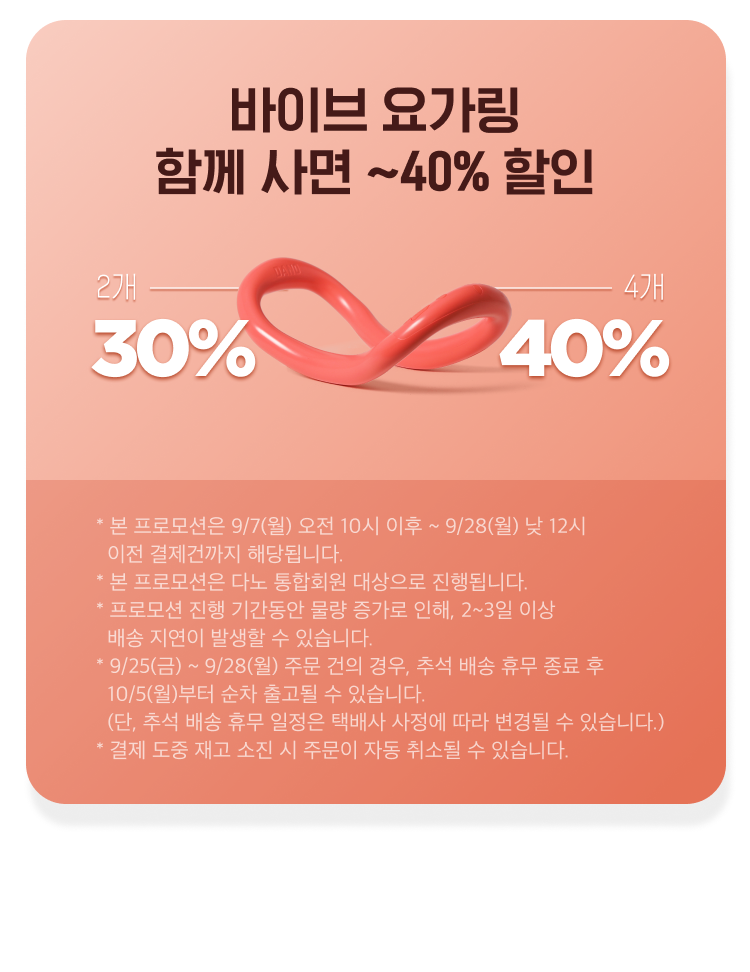 바이브 요가링
함께 사면 ~40% 할인
2개
30%
4개
40%
* 본 프로모션은 9/7(월) 오전 10시 이후 ~ 9/28(월) 낮 12시
이전 결제건까지 해당됩니다.
* 본 프로모션은 다노 통합회원 대상으로 진행됩니다.
* 프로모션 진행 기간동안 물량 증가로 인해, 2~3일 이상
배송 지연이 발생할 수 있습니다.
* 9/25(금) ~ 9/28(월) 주문 건의 경우, 추석 배송 휴무 종료 후
10/5(월)부터 순차 출고될 수 있습니다.
(단, 추석 배송 휴무 일정은 택배사 사정에 따라 변경될 수 있습니다.)
* 결제 도중 재고 소진 시 주문이 자동 취소될 수 있습니다.